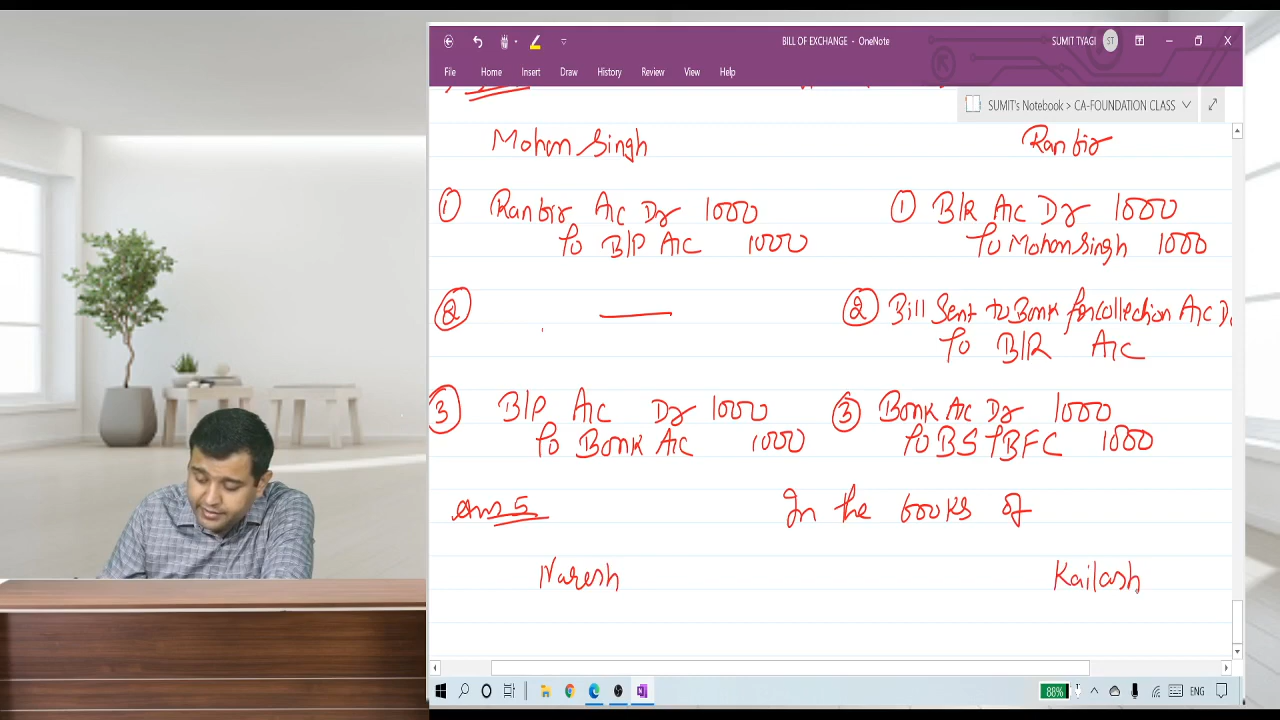 BILL OF EXCHANGE - OneNote
SUMIT TYAGI ST
File Home Insert Draw History Review View Help
SUMIT's Notebook > CA-FOUNDATION CLASS
Mohan Singh Ranbir
① Ranbir A/c Dr 1000 ① B/R A/c Dr 1000
To B/P A/c 1000 To Mohan Singh 1000
② — ② Bill Sent to Bank for collection A/c D
To B/R A/c
③ B/P A/c Dr 1000 ③ Bank A/c Dr 1000
To Bank A/c 1000 To BSTBFC 1000
Ans 5 In the books of
Naresh Kailash
88% ENG